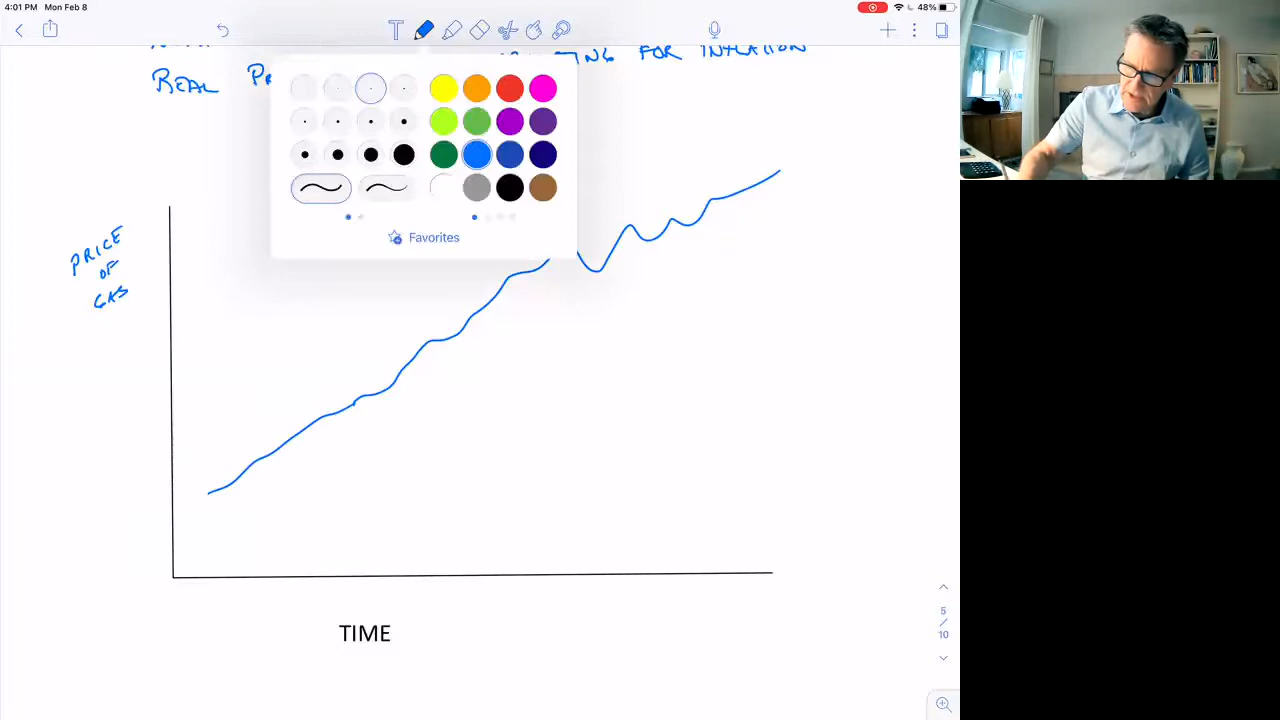 4:01 PM Mon Feb 8
48%
T
FOR INFLATION
REAL
Favorites
PRICE
OF
GAS
5
/
10
TIME